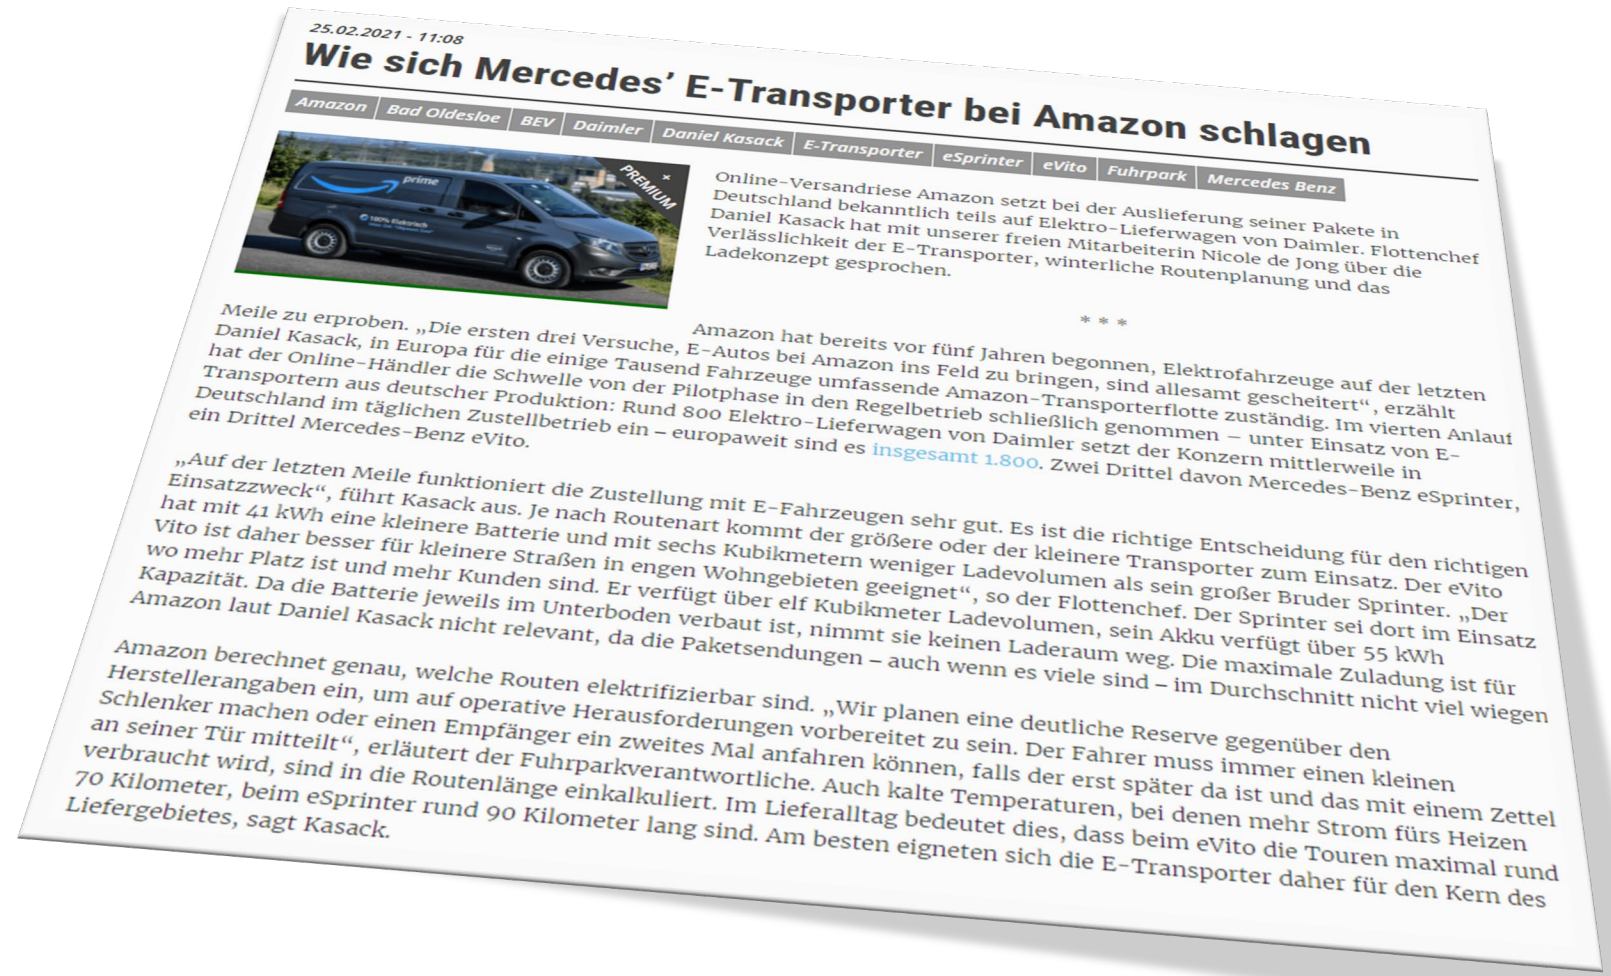 25.02.2021 - 11:08
Wie sich Mercedes’ E-Transporter bei Amazon schlagen
Amazon
Bad Oldesloe
BEV
Daimler
Daniel Kasack
E-Transporter
eSprinter
eVito
Fuhrpark
Mercedes Benz
prime
100% Elektrisch
PREMIUM
Online-Versandriese Amazon setzt bei der Auslieferung seiner Pakete in
Deutschland bekanntlich teils auf Elektro-Lieferwagen von Daimler. Flottenchef
Daniel Kasack hat mit unserer freien Mitarbeiterin Nicole de Jong über die
Verlässlichkeit der E-Transporter, winterliche Routenplanung und das
Ladekonzept gesprochen.
* * *
Amazon hat bereits vor fünf Jahren begonnen, Elektrofahrzeuge auf der letzten
Meile zu erproben. „Die ersten drei Versuche, E-Autos bei Amazon ins Feld zu bringen, sind allesamt gescheitert“, erzählt
Daniel Kasack, in Europa für die einige Tausend Fahrzeuge umfassende Amazon-Transporterflotte zuständig. Im vierten Anlauf
hat der Online-Händler die Schwelle von der Pilotphase in den Regelbetrieb schließlich genommen – unter Einsatz von E-
Transportern aus deutscher Produktion: Rund 800 Elektro-Lieferwagen von Daimler setzt der Konzern mittlerweile in
Deutschland im täglichen Zustellbetrieb ein – europaweit sind es insgesamt 1.800. Zwei Drittel davon Mercedes-Benz eSprinter,
ein Drittel Mercedes-Benz eVito.
„Auf der letzten Meile funktioniert die Zustellung mit E-Fahrzeugen sehr gut. Es ist die richtige Entscheidung für den richtigen
Einsatzzweck“, führt Kasack aus. Je nach Routenart kommt der größere oder der kleinere Transporter zum Einsatz. Der eVito
hat mit 41 kWh eine kleinere Batterie und mit sechs Kubikmetern weniger Ladevolumen als sein großer Bruder Sprinter. „Der
Vito ist daher besser für kleinere Straßen in engen Wohngebieten geeignet“, so der Flottenchef. Der Sprinter sei dort im Einsatz
wo mehr Platz ist und mehr Kunden sind. Er verfügt über elf Kubikmeter Ladevolumen, sein Akku verfügt über 55 kWh
Kapazität. Da die Batterie jeweils im Unterboden verbaut ist, nimmt sie keinen Laderaum weg. Die maximale Zuladung ist für
Amazon laut Daniel Kasack nicht relevant, da die Paketsendungen – auch wenn es viele sind – im Durchschnitt nicht viel wiegen
Amazon berechnet genau, welche Routen elektrifizierbar sind. „Wir planen eine deutliche Reserve gegenüber den
Herstellerangaben ein, um auf operative Herausforderungen vorbereitet zu sein. Der Fahrer muss immer einen kleinen
Schlenker machen oder einen Empfänger ein zweites Mal anfahren können, falls der erst später da ist und das mit einem Zettel
an seiner Tür mitteilt“, erläutert der Fuhrparkverantwortliche. Auch kalte Temperaturen, bei denen mehr Strom fürs Heizen
verbraucht wird, sind in die Routenlänge einkalkuliert. Im Lieferalltag bedeutet dies, dass beim eVito die Touren maximal rund
70 Kilometer, beim eSprinter rund 90 Kilometer lang sind. Am besten eigneten sich die E-Transporter daher für den Kern des
Liefergebietes, sagt Kasack.